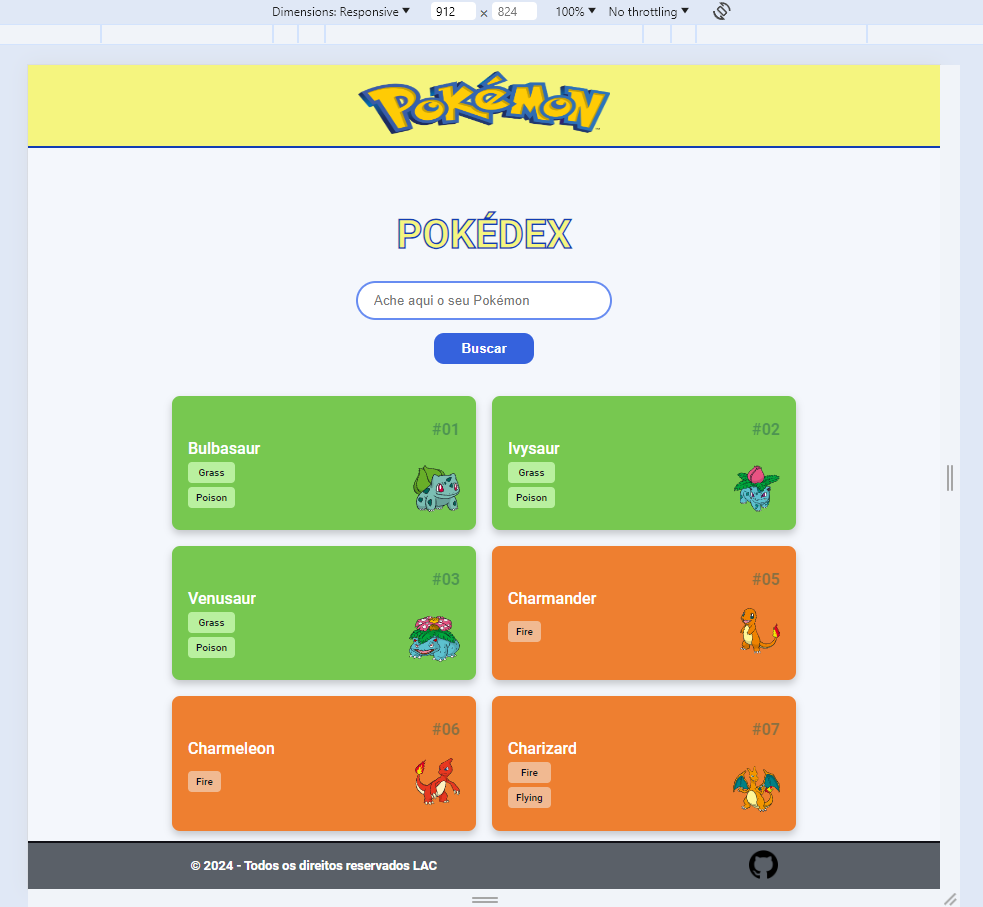 Dimensions: Responsive 912 × 824 100% No throttling
POKéMON ™
POKÉDEX
Ache aqui o seu Pokémon
Buscar
#01
Bulbasaur
Grass
Poison
#02
Ivysaur
Grass
Poison
#03
Venusaur
Grass
Poison
#05
Charmander
Fire
#06
Charmeleon
Fire
#07
Charizard
Fire
Flying
© 2024 - Todos os direitos reservados LAC